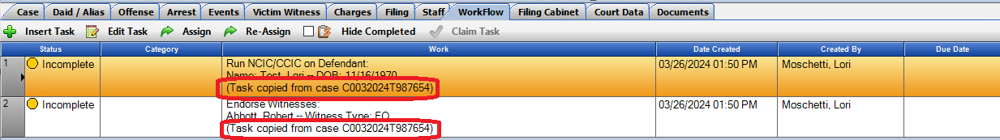 Case Daid / Alias Offense Arrest Events Victim Witness Charges Filing Staff WorkFlow Filing Cabinet Court Data Documents
Insert Task Edit Task Assign Re-Assign Hide Completed Claim Task
Status Category Work Date Created Created By Due Date
1 Incomplete Run NCIC/CCIC on Defendant: 03/26/2024 01:50 PM Moschetti, Lori
Name: Test, Lori -- DOB: 11/16/1970
(Task copied from case C0032024T987654)
2 Incomplete Endorse Witnesses: 03/26/2024 01:50 PM Moschetti, Lori
Abbott, Robert -- Witness Type: EO
(Task copied from case C0032024T987654)